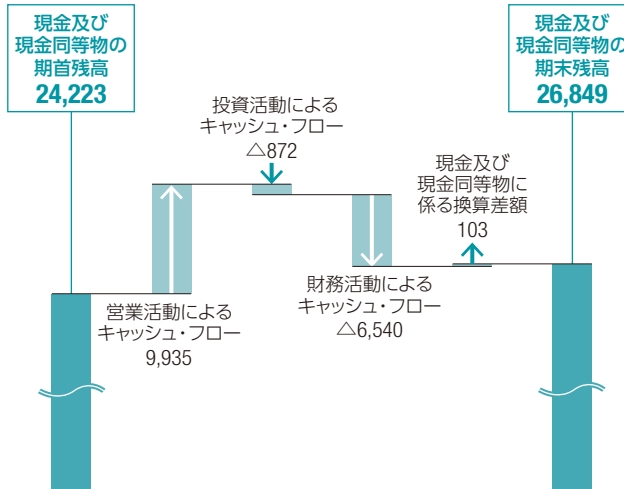 現金及び
現金同等物の
期首残高
24,223
営業活動による
キャッシュ・フロー
9,935
投資活動による
キャッシュ・フロー
△872
財務活動による
キャッシュ・フロー
△6,540
現金及び
現金同等物に
係る換算差額
103
現金及び
現金同等物の
期末残高
26,849